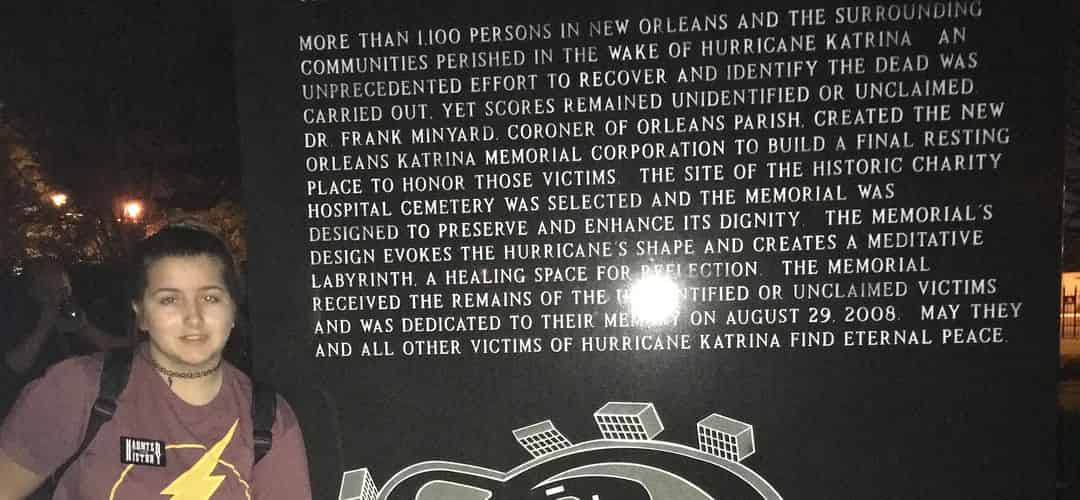 MORE THAN 1,100 PERSONS IN NEW ORLEANS AND THE SURROUNDING
COMMUNITIES PERISHED IN THE WAKE OF HURRICANE KATRINA AN
UNPRECEDENTED EFFORT TO RECOVER AND IDENTIFY THE DEAD WAS
CARRIED OUT, YET SCORES REMAINED UNIDENTIFIED OR UNCLAIMED.
DR. FRANK MINYARD, CORONER OF ORLEANS PARISH, CREATED THE NEW
ORLEANS KATRINA MEMORIAL CORPORATION TO BUILD A FINAL RESTING
PLACE TO HONOR THOSE VICTIMS. THE SITE OF THE HISTORIC CHARITY
HOSPITAL CEMETERY WAS SELECTED AND THE MEMORIAL WAS
DESIGNED TO PRESERVE AND ENHANCE ITS DIGNITY. THE MEMORIAL'S
DESIGN EVOKES THE HURRICANE'S SHAPE AND CREATES A MEDITATIVE
LABYRINTH, A HEALING SPACE FOR REFLECTION. THE MEMORIAL
RECEIVED THE REMAINS OF THE UNIDENTIFIED OR UNCLAIMED VICTIMS
AND WAS DEDICATED TO THEIR MEMORY ON AUGUST 29, 2008. MAY THEY
AND ALL OTHER VICTIMS OF HURRICANE KATRINA FIND ETERNAL PEACE.
HAUNTED
HISTORY